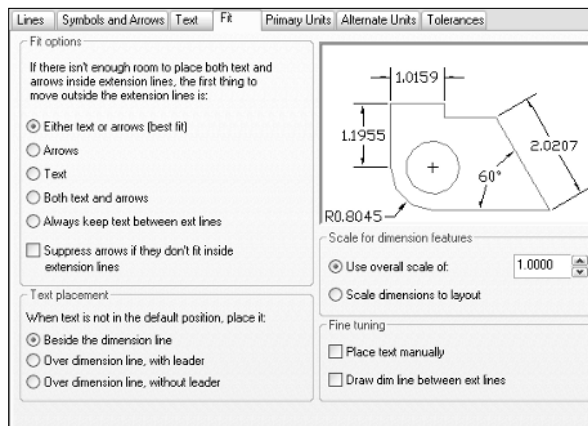 Lines Symbols and Arrows Text Fit Primary Units Alternate Units Tolerances
Fit options
If there isn't enough room to place both text and
arrows inside extension lines, the first thing to
move outside the extension lines is:
Either text or arrows (best fit)
Arrows
Text
Both text and arrows
Always keep text between ext lines
Suppress arrows if they don't fit inside
extension lines
Text placement
When text is not in the default position, place it:
Beside the dimension line
Over dimension line, with leader
Over dimension line, without leader
1.0159
1.1955
2.0207
60°
R0.8045
Scale for dimension features
Use overall scale of: 1.0000
Scale dimensions to layout
Fine tuning
Place text manually
Draw dim line between ext lines